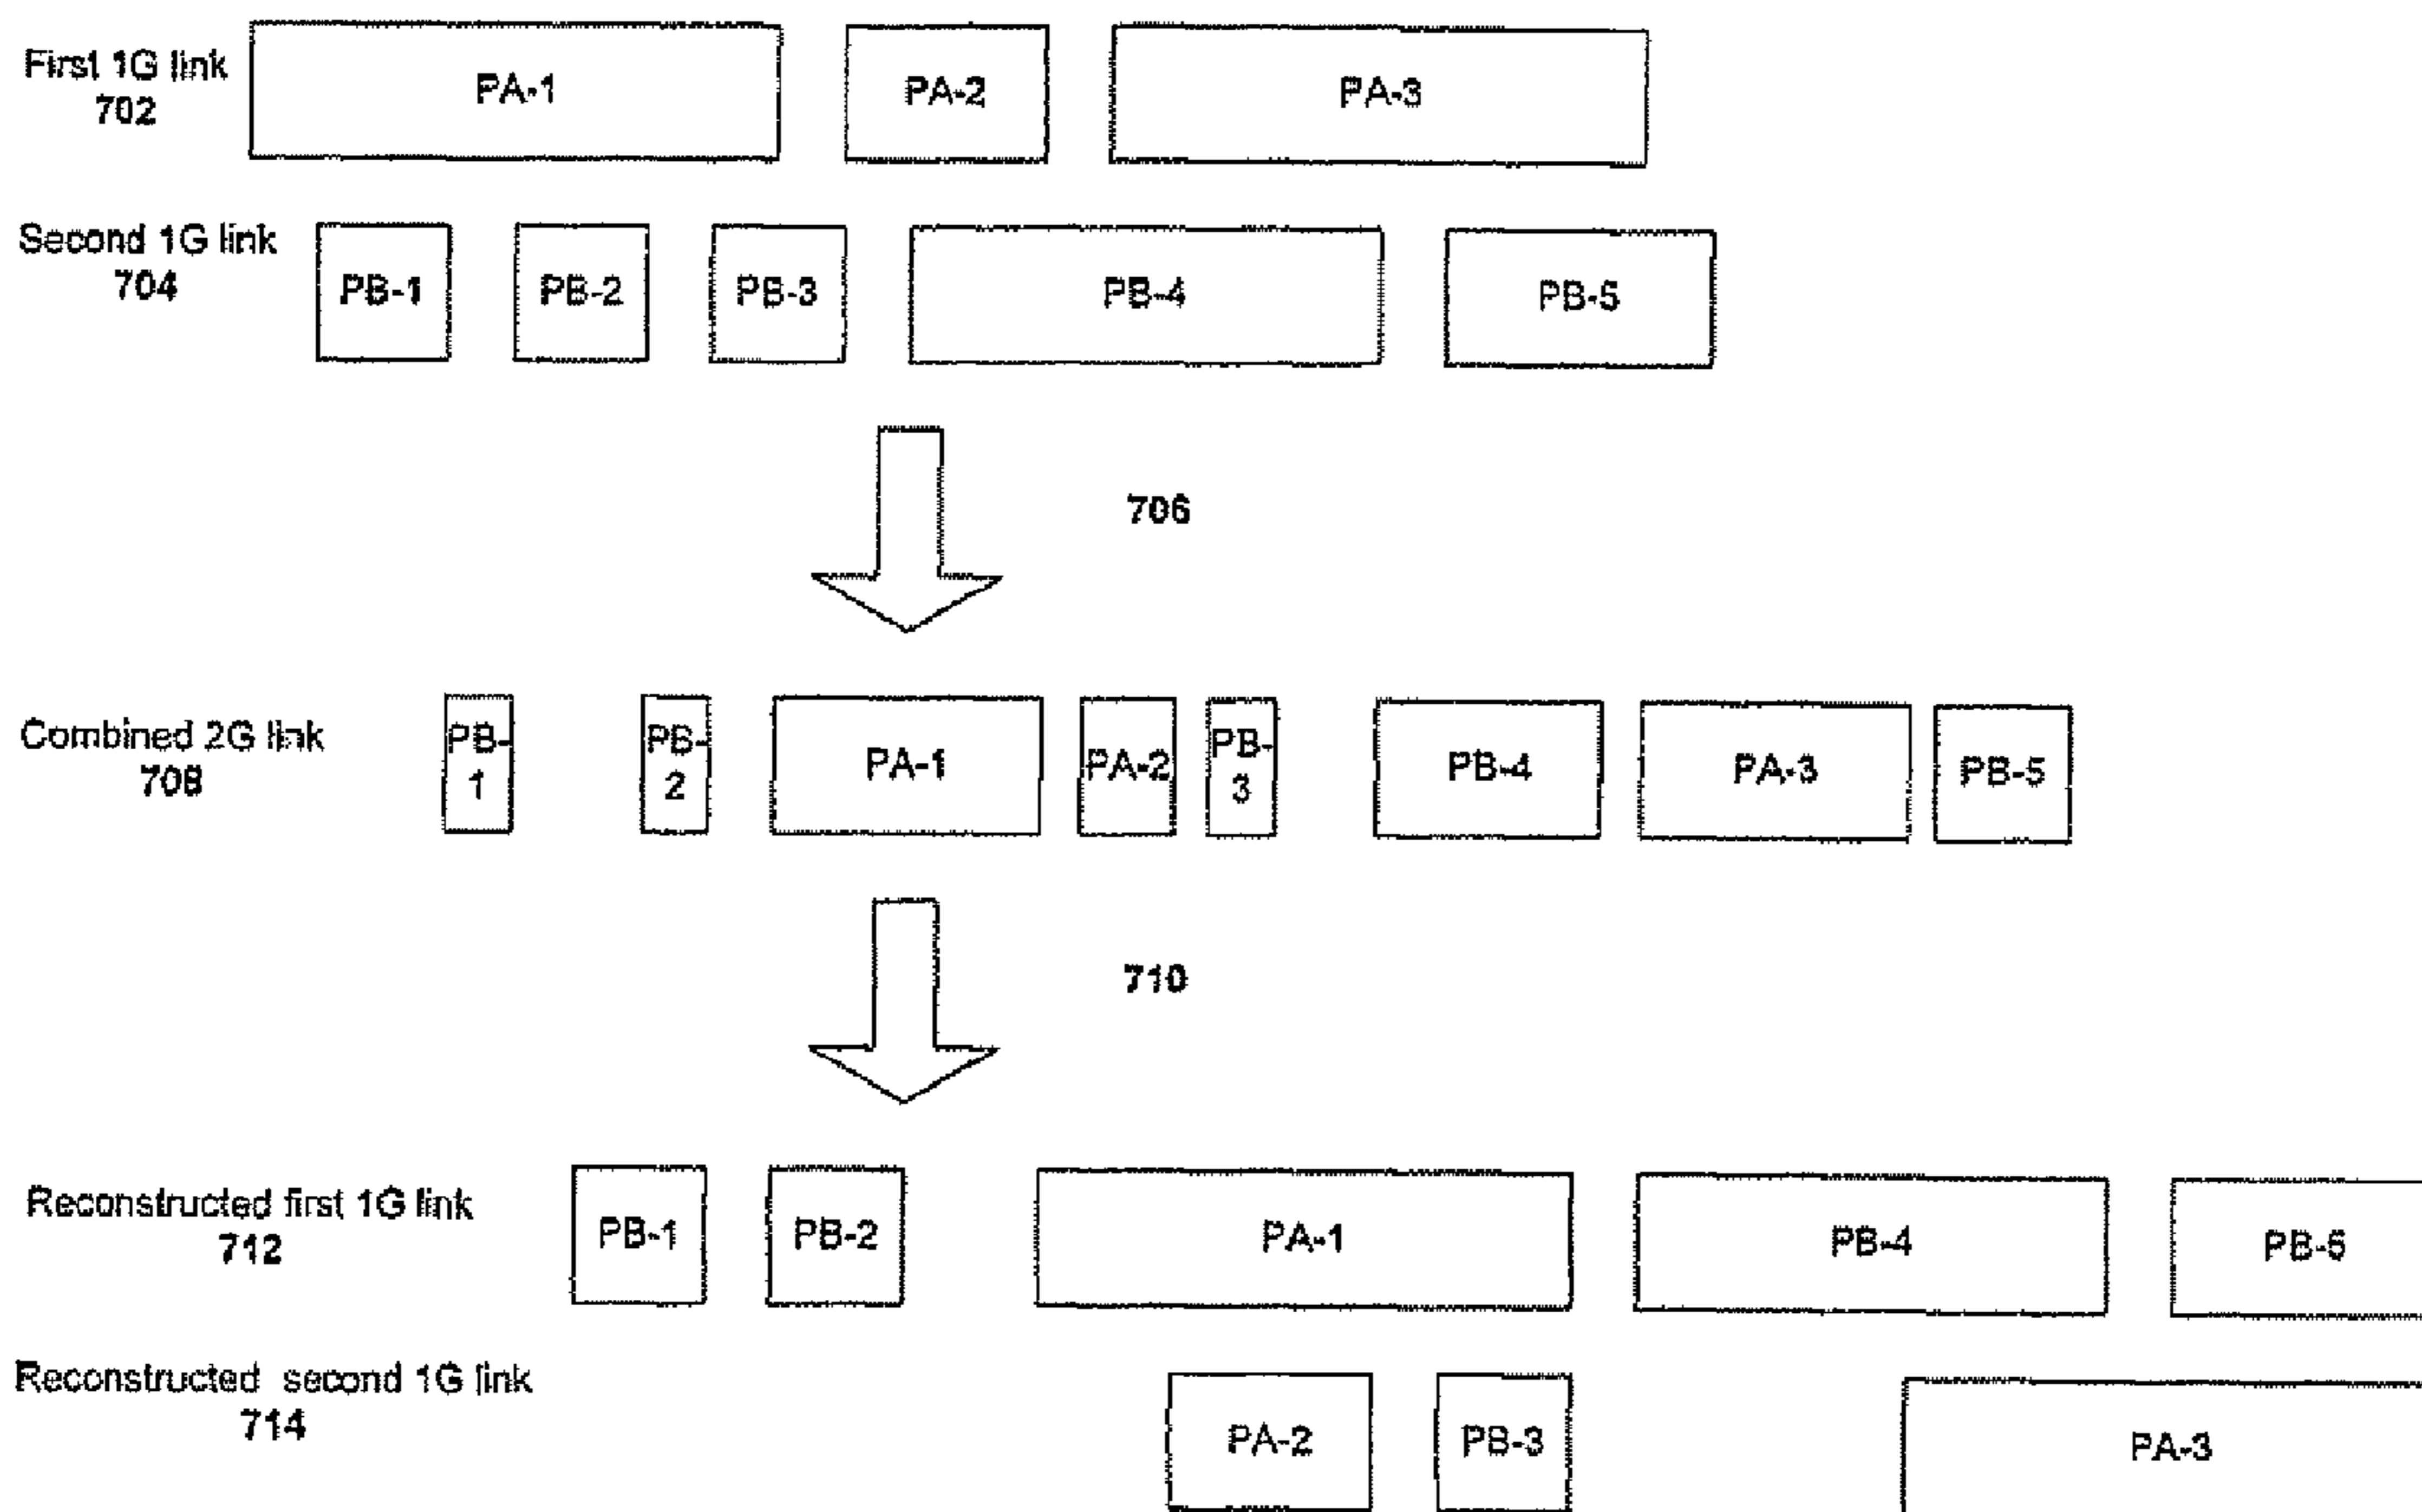 First 1G link
702
PA-1 PA-2 PA-3
Second 1G link
704
PB-1 PB-2 PB-3 PB-4 PB-5
706
Combined 2G link
708
PB-
1
PB-
2
PA-1 PA-2
PB-
3
PB-4 PA-3 PB-5
710
Reconstructed first 1G link
712
PB-1 PB-2 PA-1 PB-4 PB-5
Reconstructed second 1G link
714
PA-2 PB-3 PA-3